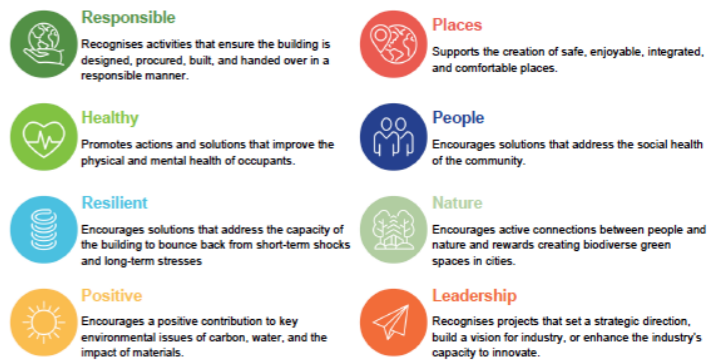 Responsible
Recognises activities that ensure the building is
designed, procured, built, and handed over in a
responsible manner.
Places
Supports the creation of safe, enjoyable, integrated,
and comfortable places.
Healthy
Promotes actions and solutions that improve the
physical and mental health of occupants.
People
Encourages solutions that address the social health
of the community.
Resilient
Encourages solutions that address the capacity of
the building to bounce back from short-term shocks
and long-term stresses
Nature
Encourages active connections between people and
nature and rewards creating biodiverse green
spaces in cities.
Positive
Encourages a positive contribution to key
environmental issues of carbon, water, and the
impact of materials.
Leadership
Recognises projects that set a strategic direction,
build a vision for industry, or enhance the industry's
capacity to innovate.